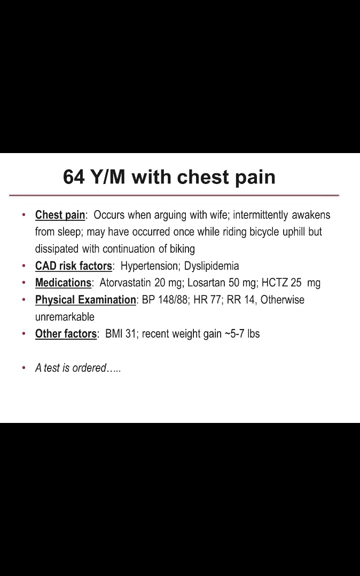 64 Y/M with chest pain
• Chest pain: Occurs when arguing with wife; intermittently awakens
from sleep; may have occurred once while riding bicycle uphill but
dissipated with continuation of biking
• CAD risk factors: Hypertension; Dyslipidemia
• Medications: Atorvastatin 20 mg; Losartan 50 mg; HCTZ 25 mg
• Physical Examination: BP 148/88; HR 77; RR 14, Otherwise
unremarkable
• Other factors: BMI 31; recent weight gain ~5-7 lbs
• A test is ordered…..